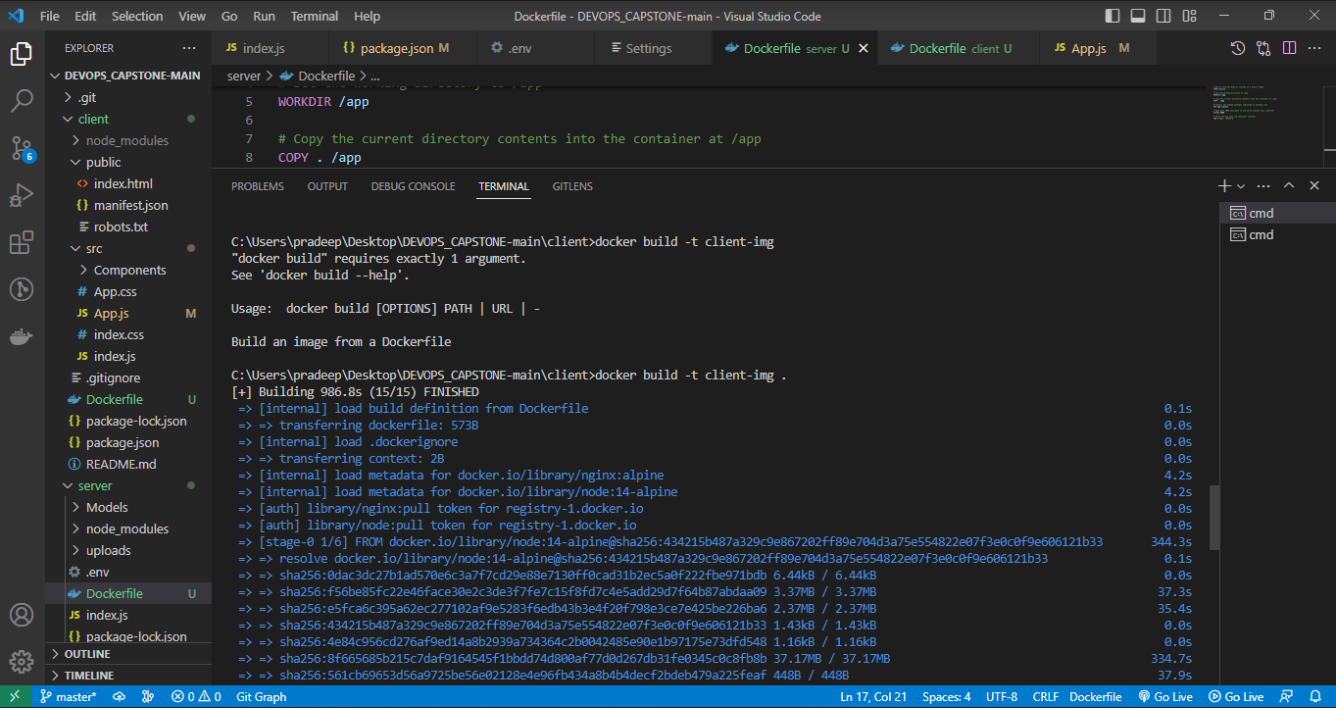 File Edit Selection View Go Run Terminal Help Dockerfile - DEVOPS_CAPSTONE-main - Visual Studio Code
EXPLORER
JS index.js {} package.json M .env Settings Dockerfile server U Dockerfile client U JS App.js M
DEVOPS_CAPSTONE-MAIN
.git
client
node_modules
public
<> index.html
{} manifest.json
robots.txt
src
Components
# App.css
JS App.js M
# index.css
JS index.js
.gitignore
Dockerfile U
{} package-lock.json
{} package.json
README.md
server
Models
node_modules
uploads
.env
Dockerfile U
JS index.js
{} package-lock.json
OUTLINE
TIMELINE
6
server > Dockerfile > ...
5 WORKDIR /app
6
7 # Copy the current directory contents into the container at /app
8 COPY . /app
PROBLEMS OUTPUT DEBUG CONSOLE TERMINAL GITLENS
cmd
cmd
C:\Users\pradeep\Desktop\DEVOPS_CAPSTONE-main\client>docker build -t client-img
"docker build" requires exactly 1 argument.
See 'docker build --help'.
Usage:  docker build [OPTIONS] PATH | URL | -
Build an image from a Dockerfile
C:\Users\pradeep\Desktop\DEVOPS_CAPSTONE-main\client>docker build -t client-img .
[+] Building 986.8s (15/15) FINISHED
=> [internal] load build definition from Dockerfile 0.1s
=> => transferring dockerfile: 573B 0.0s
=> [internal] load .dockerignore 0.0s
=> => transferring context: 2B 0.0s
=> [internal] load metadata for docker.io/library/nginx:alpine 4.2s
=> [internal] load metadata for docker.io/library/node:14-alpine 4.2s
=> [auth] library/nginx:pull token for registry-1.docker.io 0.0s
=> [auth] library/node:pull token for registry-1.docker.io 0.0s
=> [stage-0 1/6] FROM docker.io/library/node:14-alpine@sha256:434215b487a329c9e867202ff89e704d3a75e554822e07f3e0c0f9e606121b33 344.3s
=> => resolve docker.io/library/node:14-alpine@sha256:434215b487a329c9e867202ff89e704d3a75e554822e07f3e0c0f9e606121b33 0.1s
=> => sha256:0dac3dc27b1ad570e6c3a7f7cd29e88e7130ff0cad31b2ec5a0f222fbe971bdb 6.44kB / 6.44kB 0.0s
=> => sha256:f56be85fc22e46face30e2c3de3f7fe7c15f8fd7c4e5add29d7f64b87abdaa09 3.37MB / 3.37MB 37.3s
=> => sha256:e5fca6c395a62ec277102af9e5283f6edb43b3e4f20f798e3ce7e425be226ba6 2.37MB / 2.37MB 35.4s
=> => sha256:434215b487a329c9e867202ff89e704d3a75e554822e07f3e0c0f9e606121b33 1.43kB / 1.43kB 0.0s
=> => sha256:4e84c956cd276af9ed14a8b2939a734364c2b0042485e90e1b97175e73dfd548 1.16kB / 1.16kB 0.0s
=> => sha256:8f665685b215c7daf9164545f1bbdd74d800af77d0d267db31fe0345c0c8fb8b 37.17MB / 37.17MB 334.7s
=> => sha256:561cb69653d56a9725be56e02128e4e96fb434a8b4b4decf2bdeb479a225feaf 448B / 448B 37.9s
master* 0 0 Git Graph Ln 17, Col 21 Spaces: 4 UTF-8 CRLF Dockerfile Go Live Go Live